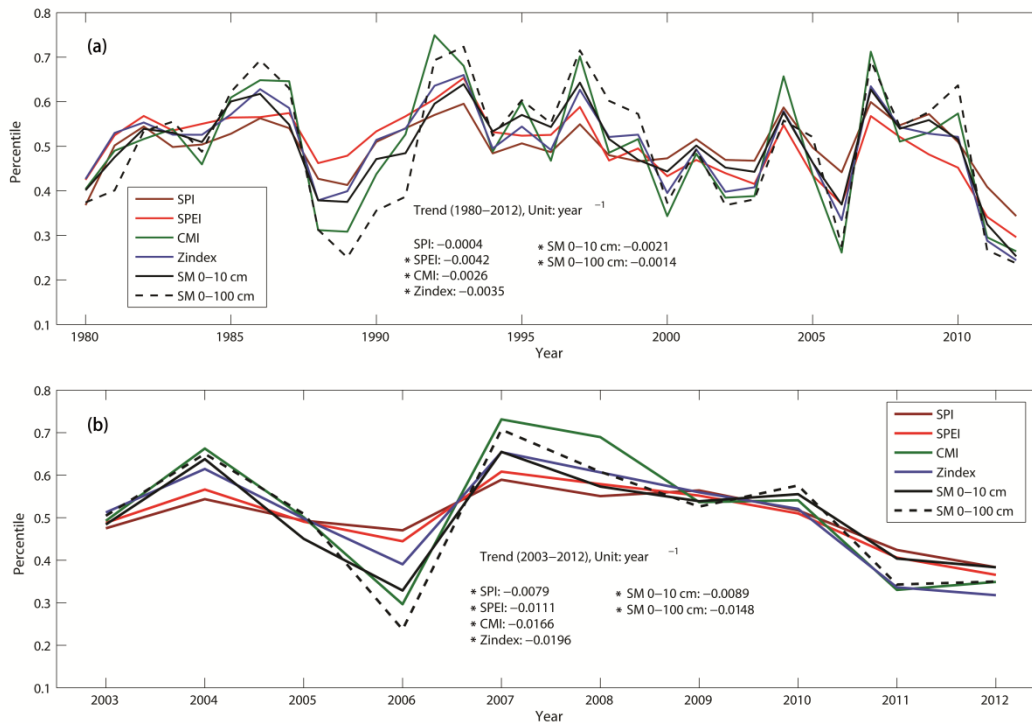 0.8
(a)
0.7
0.6
0.5
0.4
0.3
0.2
0.1
Percentile
SPI
SPEI
CMI
Zindex
SM 0−10 cm
SM 0−100 cm
Trend (1980−2012), Unit: year −1
SPI: −0.0004
* SPEI: −0.0042
* CMI: −0.0026
* Zindex: −0.0035
* SM 0−10 cm: −0.0021
* SM 0−100 cm: −0.0014
1980 1985 1990 1995 2000 2005 2010
Year
0.8
(b)
0.7
0.6
0.5
0.4
0.3
0.2
0.1
Percentile
SPI
SPEI
CMI
Zindex
SM 0−10 cm
SM 0−100 cm
Trend (2003−2012), Unit: year −1
* SPI: −0.0079
* SPEI: −0.0111
* CMI: −0.0166
* Zindex: −0.0196
* SM 0−10 cm: −0.0089
* SM 0−100 cm: −0.0148
2003 2004 2005 2006 2007 2008 2009 2010 2011 2012
Year